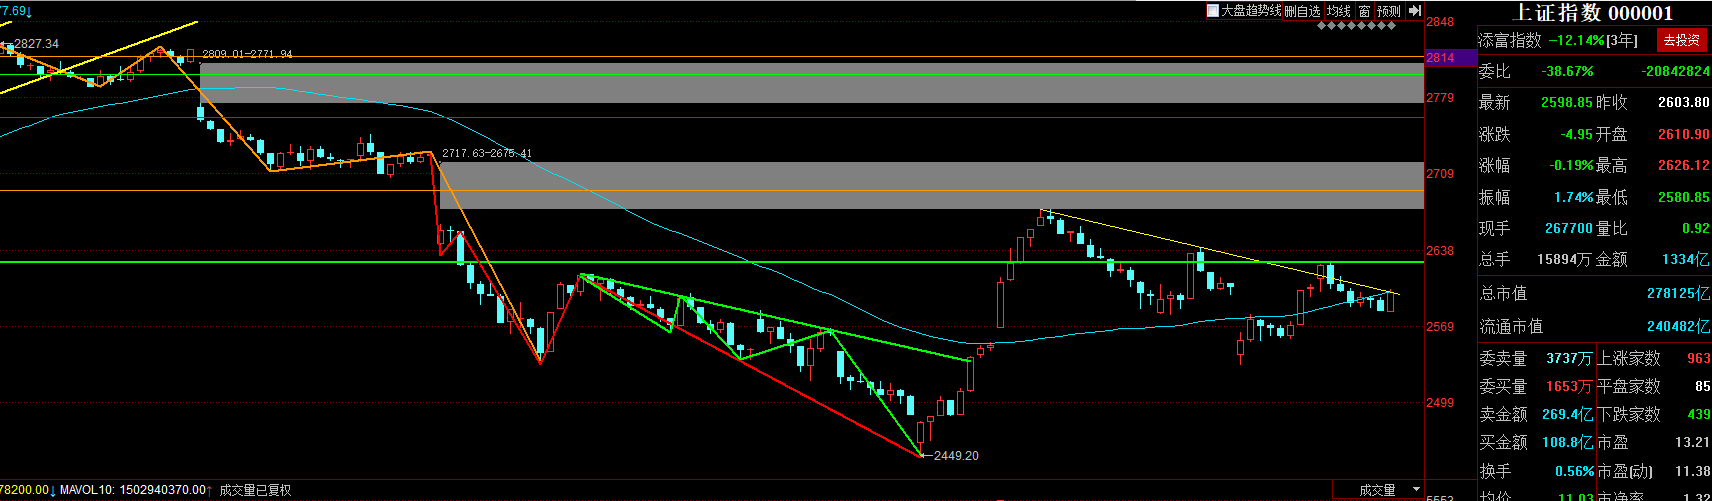 77.69↓
大盘趋势线 删自选 均线 窗 预测
上证指数 000001
2827.34
2809.01-2771.94
2717.63-2675.41
2449.20
2848
2814
2779
2709
2638
2569
2499
添富指数 -12.14%[3年] 去投资
委比 -38.67% -20842824
最新 2598.85 昨收 2603.80
涨跌 -4.95 开盘 2610.90
涨幅 -0.19% 最高 2626.12
振幅 1.74% 最低 2580.85
现手 267700 量比 0.92
总手 15894万 金额 1334亿
总市值 278125亿
流通市值 240482亿
委卖量 3737万 上涨家数 963
委买量 1653万 平盘家数 85
卖金额 269.4亿 下跌家数 439
买金额 108.8亿 市盈 13.21
换手 0.56% 市盈(动) 11.38
均价 11.03 市净率 1.32
78200.00↓ MAVOL10: 1502940370.00↑ 成交量已复权
成交量